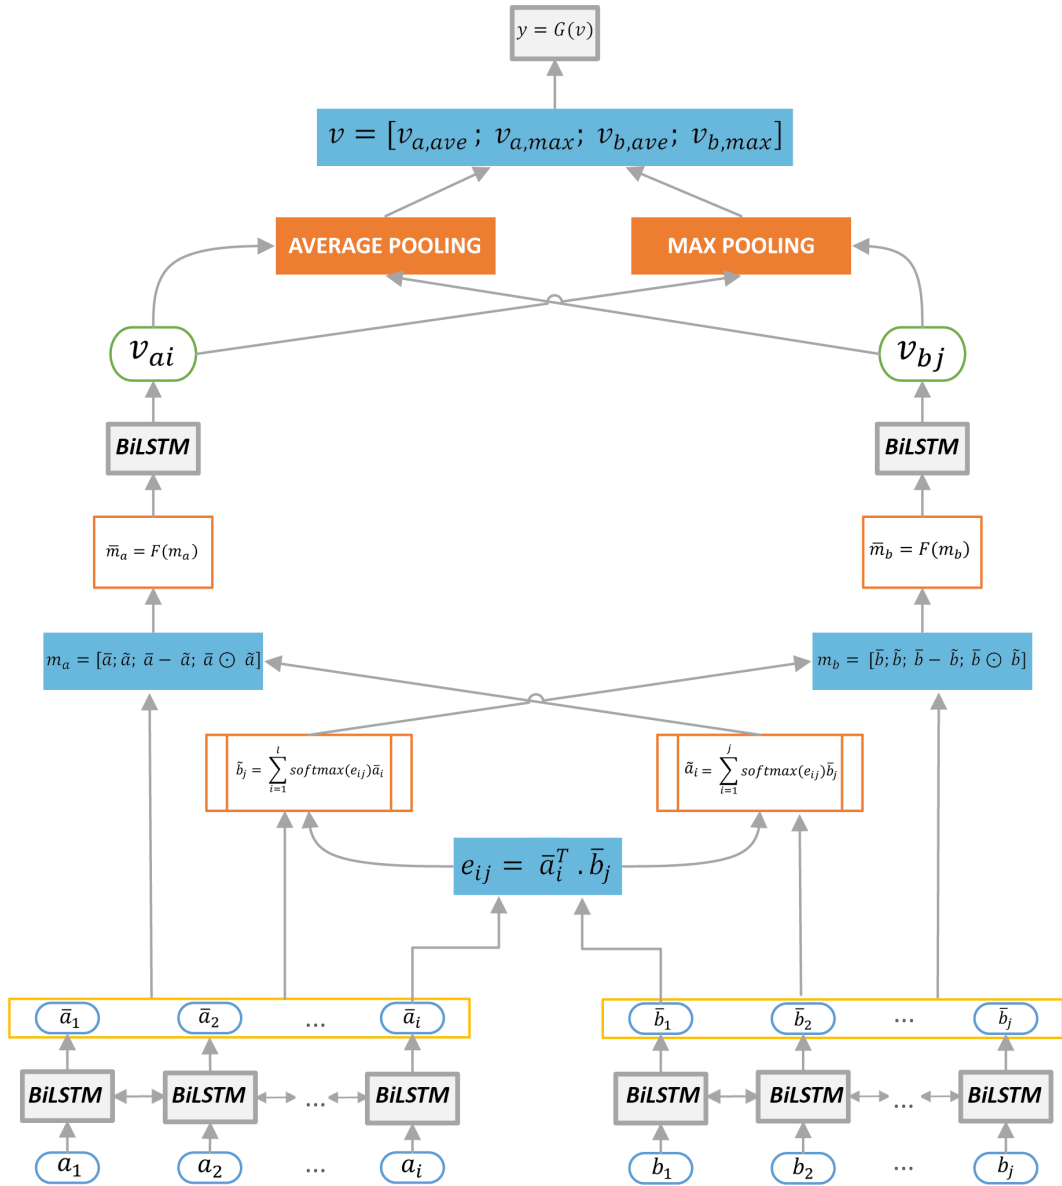 y = G(v)
v = [v_{a,ave} ; v_{a,max}; v_{b,ave}; v_{b,max}]
AVERAGE POOLING
MAX POOLING
v_{ai}
v_{bj}
BiLSTM
BiLSTM
m̄_a = F(m_a)
m̄_b = F(m_b)
m_a = [ā; ã; ā − ã; ā ⊙ ã]
m_b = [b̄; b̃; b̄ − b̃; b̄ ⊙ b̃]
b̃_j = ∑_{i=1}^{l} softmax(e_{ij})ā_i
ã_i = ∑_{i=1}^{j} softmax(e_{ij})b̄_j
e_{ij} = ā_i^T . b̄_j
ā_1 ā_2 ... ā_i
b̄_1 b̄_2 ... b̄_j
BiLSTM BiLSTM ... BiLSTM
BiLSTM BiLSTM ... BiLSTM
a_1 a_2 ... a_i
b_1 b_2 ... b_j